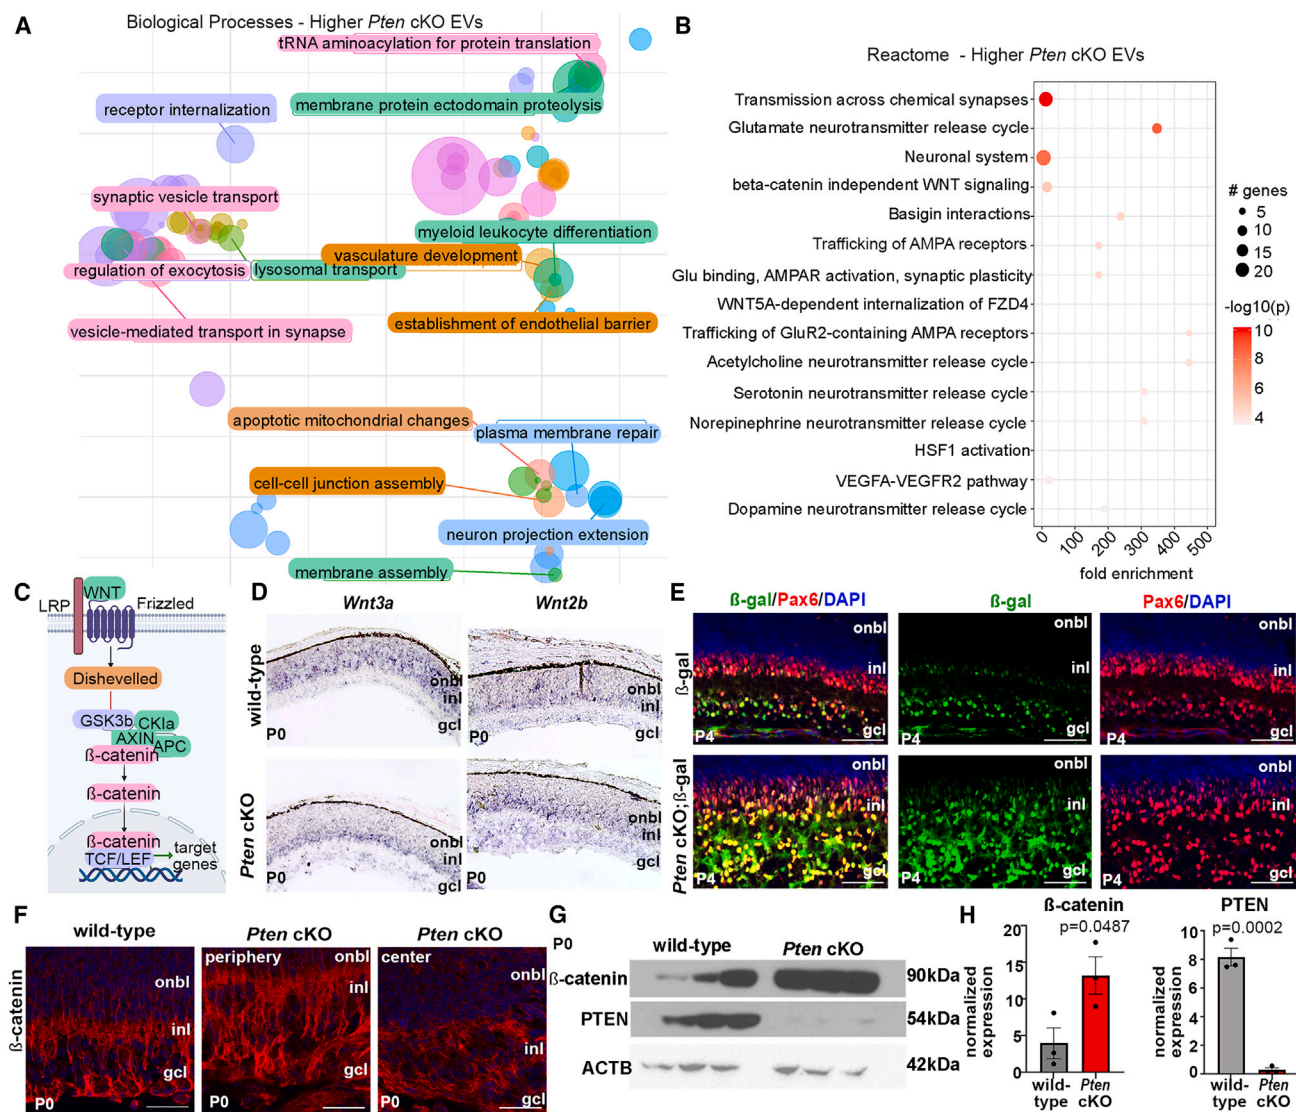 A
Biological Processes - Higher Pten cKO EVs
tRNA aminoacylation for protein translation
receptor internalization
membrane protein ectodomain proteolysis
synaptic vesicle transport
myeloid leukocyte differentiation
vasculature development
regulation of exocytosis
lysosomal transport
establishment of endothelial barrier
vesicle-mediated transport in synapse
apoptotic mitochondrial changes
plasma membrane repair
cell-cell junction assembly
neuron projection extension
membrane assembly
B
Reactome - Higher Pten cKO EVs
Transmission across chemical synapses
Glutamate neurotransmitter release cycle
Neuronal system
beta-catenin independent WNT signaling
Basigin interactions
Trafficking of AMPA receptors
Glu binding, AMPAR activation, synaptic plasticity
WNT5A-dependent internalization of FZD4
Trafficking of GluR2-containing AMPA receptors
Acetylcholine neurotransmitter release cycle
Serotonin neurotransmitter release cycle
Norepinephrine neurotransmitter release cycle
HSF1 activation
VEGFA-VEGFR2 pathway
Dopamine neurotransmitter release cycle
0 100 200 300 400 500
fold enrichment
# genes
5
10
15
20
-log10(p)
10
8
6
4
C
LRP
WNT
Frizzled
Dishevelled
GSK3b
CKIa
AXIN
APC
ß-catenin
ß-catenin
ß-catenin
TCF/LEF
target
genes
D
Wnt3a
Wnt2b
wild-type
onbl
inl
gcl
P0
onbl
inl
gcl
P0
Pten cKO
onbl
inl
gcl
P0
onbl
inl
gcl
P0
E
ß-gal/Pax6/DAPI
ß-gal
Pax6/DAPI
ß-gal
onbl
inl
gcl
P4
onbl
inl
gcl
P4
onbl
inl
gcl
P4
Pten cKO;ß-gal
onbl
inl
gcl
P4
onbl
inl
gcl
P4
onbl
inl
gcl
P4
F
wild-type
Pten cKO
Pten cKO
ß-catenin
onbl
inl
gcl
P0
periphery
onbl
inl
gcl
P0
center
onbl
inl
gcl
P0
G
P0
wild-type
Pten cKO
ß-catenin
90kDa
PTEN
54kDa
ACTB
42kDa
H
ß-catenin
p=0.0487
normalized
expression
20
15
10
5
0
wild-
type
Pten
cKO
PTEN
p=0.0002
normalized
expression
10
8
6
4
2
0
wild-
type
Pten
cKO